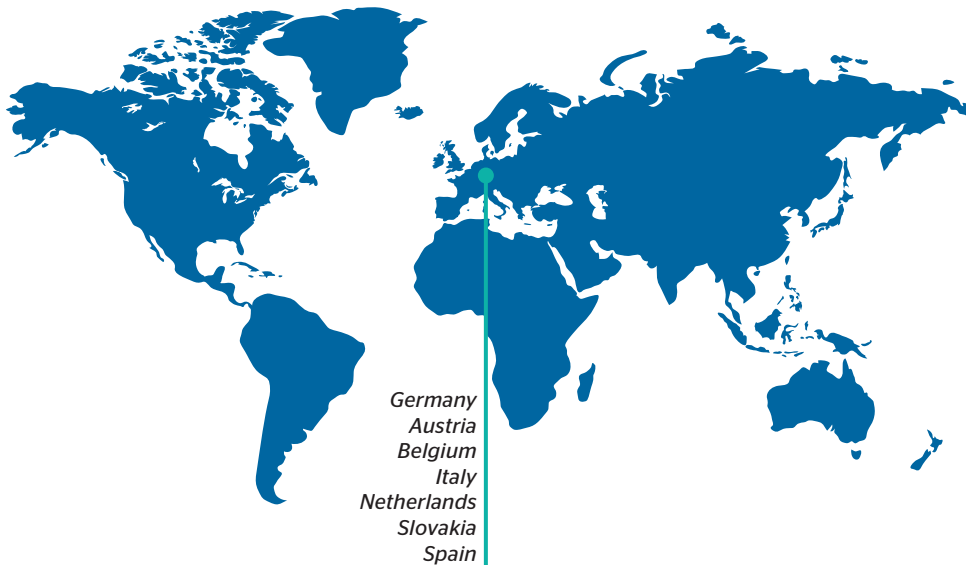 Germany
Austria
Belgium
Italy
Netherlands
Slovakia
Spain